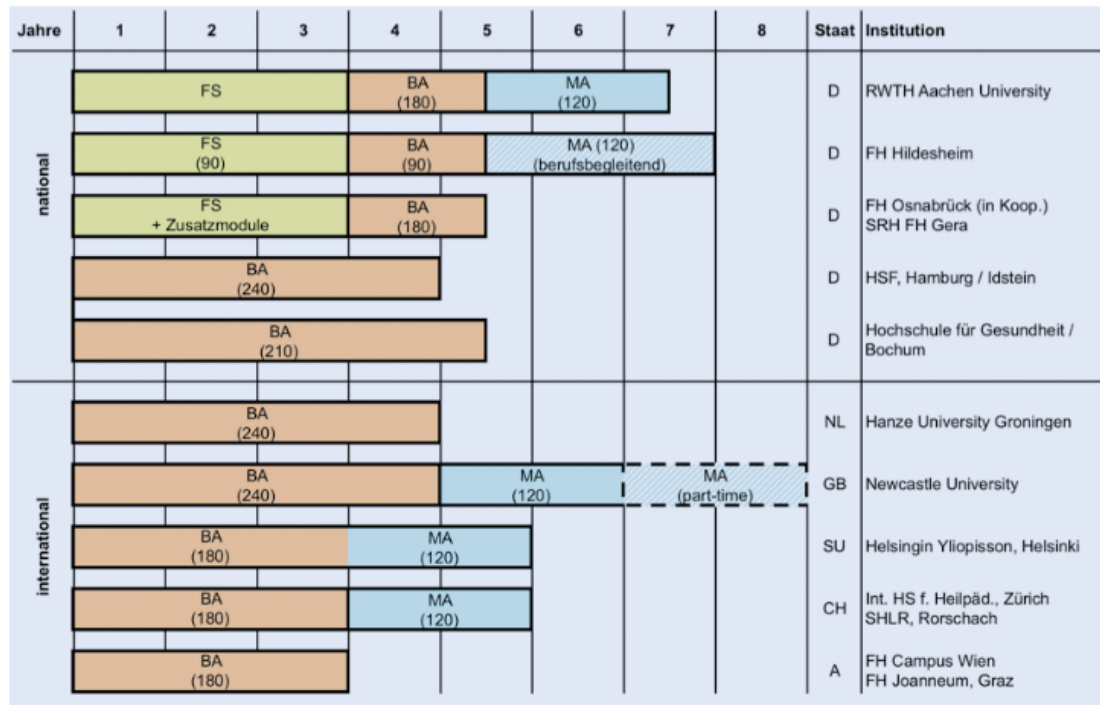 Jahre 1 2 3 4 5 6 7 8 Staat Institution
national
FS BA MA
(180) (120)
D RWTH Aachen University
FS BA MA (120)
(90) (90) (berufsbegleitend)
D FH Hildesheim
FS BA
+ Zusatzmodule (180)
D FH Osnabrück (in Koop.)
SRH FH Gera
BA
(240)
D HSF, Hamburg / Idstein
BA
(210)
D Hochschule für Gesundheit /
Bochum
international
BA
(240)
NL Hanze University Groningen
BA MA MA
(240) (120) (part-time)
GB Newcastle University
BA MA
(180) (120)
SU Helsingin Yliopisson, Helsinki
BA MA
(180) (120)
CH Int. HS f. Heilpäd., Zürich
SHLR, Rorschach
BA
(180)
A FH Campus Wien
FH Joanneum, Graz